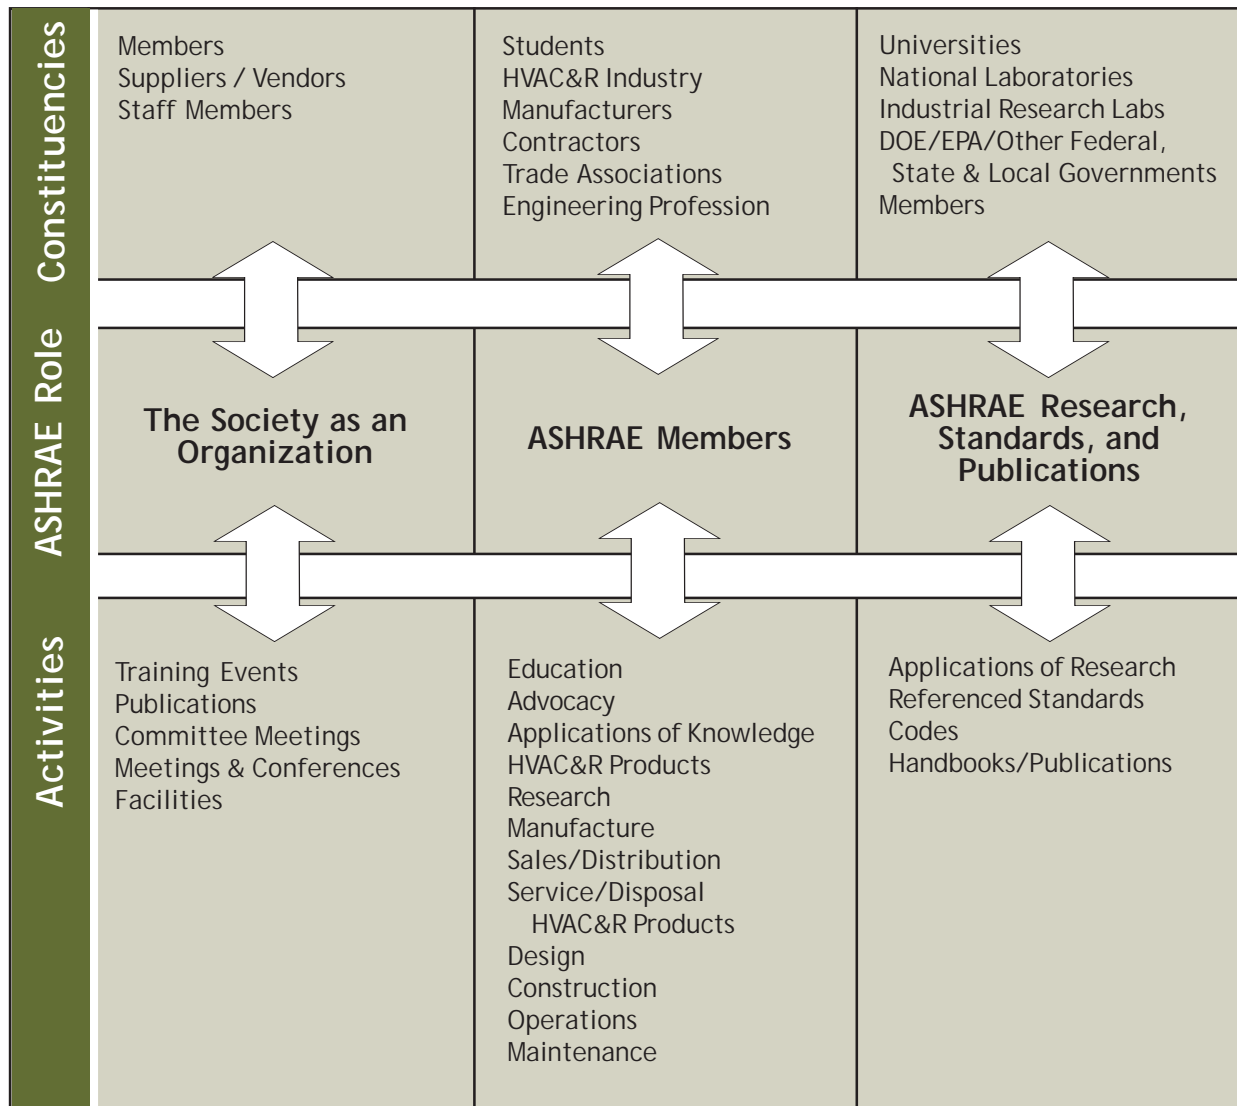 Constituencies
Members
Suppliers / Vendors
Staff Members
Students
HVAC&R Industry
Manufacturers
Contractors
Trade Associations
Engineering Profession
Universities
National Laboratories
Industrial Research Labs
DOE/EPA/Other Federal,
State & Local Governments
Members
ASHRAE Role
The Society as an
Organization
ASHRAE Members
ASHRAE Research,
Standards, and
Publications
Activities
Training Events
Publications
Committee Meetings
Meetings & Conferences
Facilities
Education
Advocacy
Applications of Knowledge
HVAC&R Products
Research
Manufacture
Sales/Distribution
Service/Disposal
HVAC&R Products
Design
Construction
Operations
Maintenance
Applications of Research
Referenced Standards
Codes
Handbooks/Publications